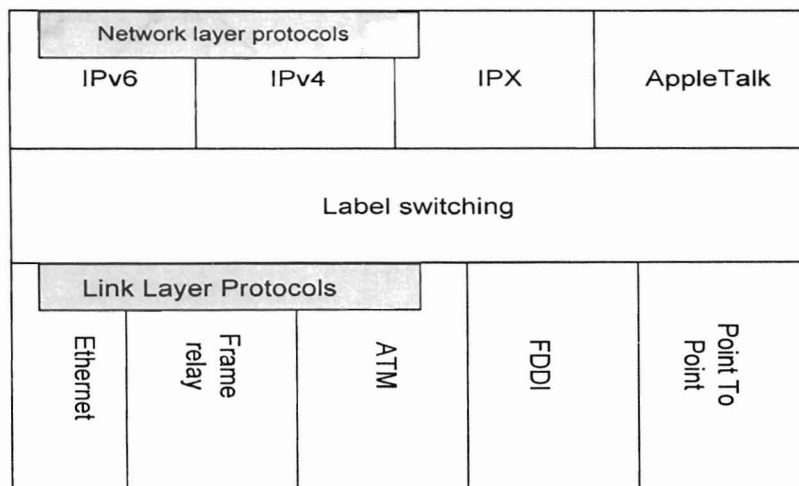 Network layer protocols
IPv6
IPv4
IPX
AppleTalk
Label switching
Link Layer Protocols
Ethernet
Frame
relay
ATM
FDDI
Point To
Point